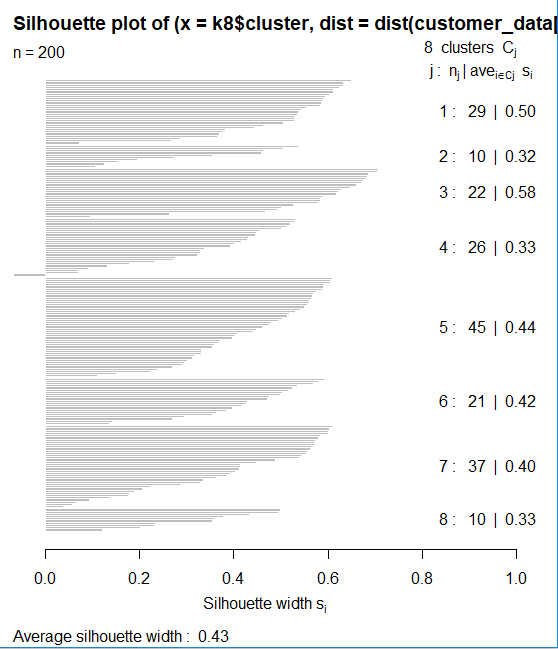 Silhouette plot of (x = k8$cluster, dist = dist(customer_data[
n = 200
8 clusters Cj
j : nj | avei∈Cj si
1 : 29 | 0.50
2 : 10 | 0.32
3 : 22 | 0.58
4 : 26 | 0.33
5 : 45 | 0.44
6 : 21 | 0.42
7 : 37 | 0.40
8 : 10 | 0.33
0.0 0.2 0.4 0.6 0.8 1.0
Silhouette width si
Average silhouette width : 0.43